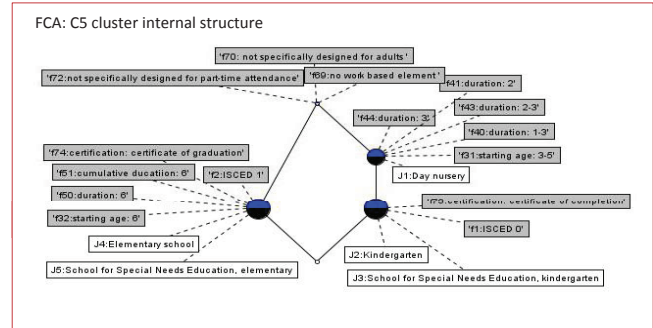 FCA: C5 cluster internal structure
'f70: not specifically designed for adults'
'f72:not specifically designed for part-time attendance'
'f69:no work based element'
'f41:duration: 2'
'f43:duration: 2-3'
'f44:duration: 3
'f40:duration: 1-3'
'f31:starting age: 3-5'
J1:Day nursery
'f74:certification: certificate of graduation'
'f51:cumulative ducatiion: 6'
'f2:ISCED 1'
'f50:duration: 6'
'f32:starting age: 6'
J4:Elementary school
J5:School for Special Needs Education, elementary
certification: certificate of completion'
'f1:ISCED 0'
J2:Kindergarten
J3:School for Special Needs Education, kindergarten